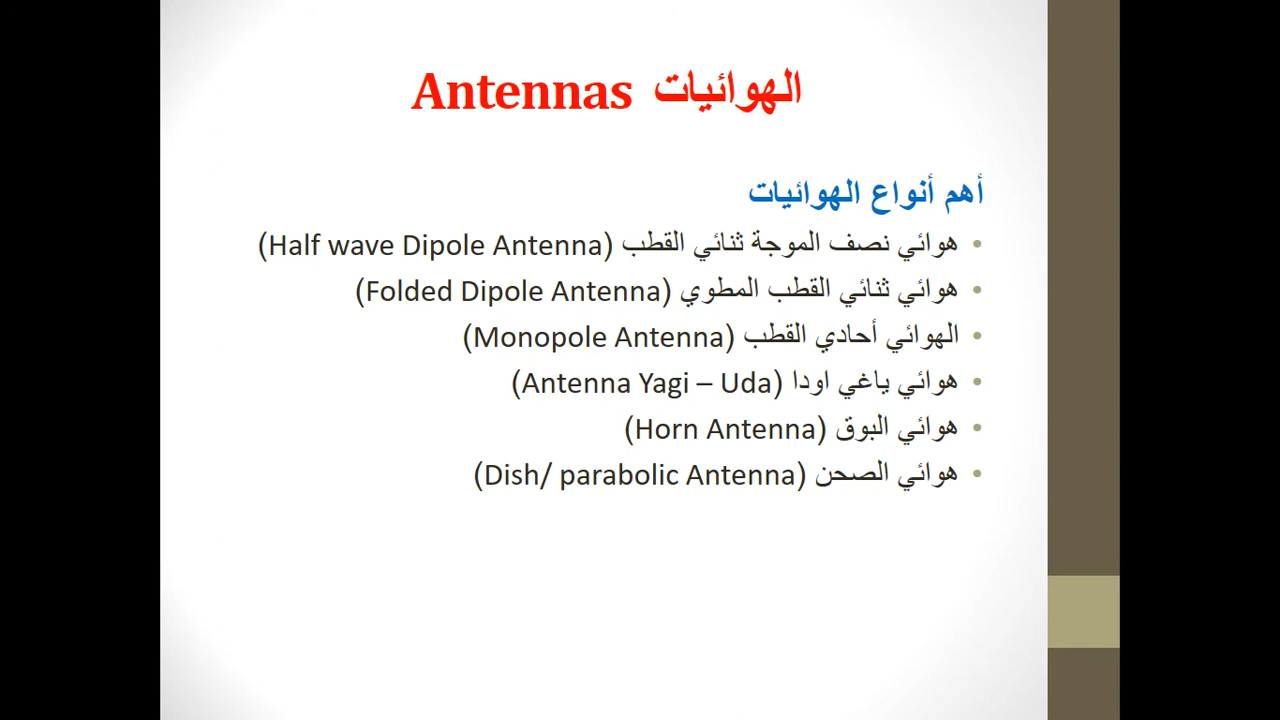 الهوائيات Antennas
أهم أنواع الهوائيات
• هوائي نصف الموجة ثنائي القطب (Half wave Dipole Antenna)
• هوائي ثنائي القطب المطوي (Folded Dipole Antenna)
• الهوائي أحادي القطب (Monopole Antenna)
• هوائي ياغي اودا (Antenna Yagi – Uda)
• هوائي البوق (Horn Antenna)
• هوائي الصحن (Dish/ parabolic Antenna)